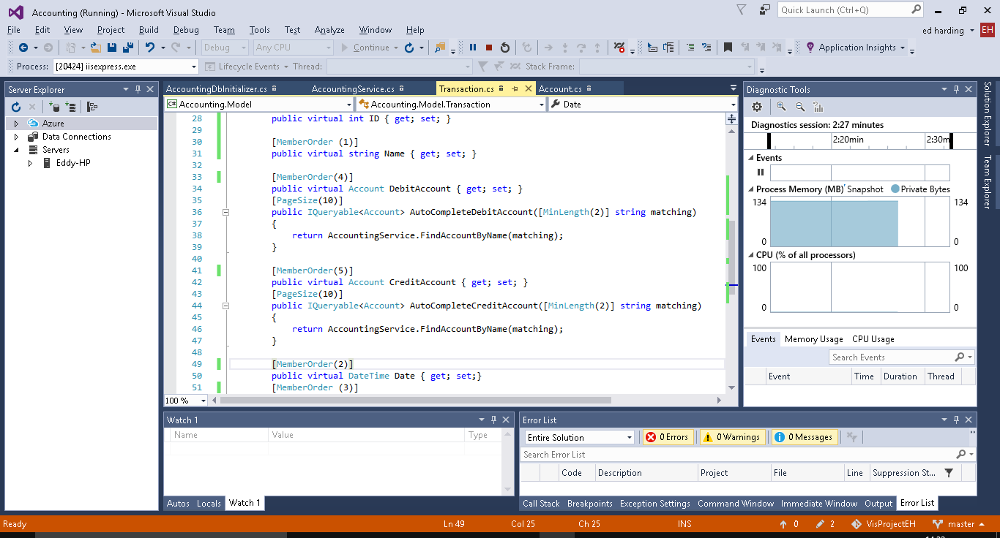 Accounting (Running) - Microsoft Visual Studio
Quick Launch (Ctrl+Q)
File Edit View Project Build Debug Team Tools Test Analyze Window Help
ed harding EH
Debug Any CPU Continue Application Insights
Process: [20424] iisexpress.exe Lifecycle Events Thread: Stack Frame:
Server Explorer
Azure
Data Connections
Servers
Eddy-HP
AccountingDbInitializer.cs AccountingService.cs Transaction.cs Account.cs
C# Accounting.Model Accounting.Model.Transaction Date
28 public virtual int ID { get; set; }
29
30 [MemberOrder (1)]
31 public virtual string Name { get; set; }
32
33 [MemberOrder(4)]
34 public virtual Account DebitAccount { get; set; }
35 [PageSize(10)]
36 public IQueryable<Account> AutoCompleteDebitAccount([MinLength(2)] string matching)
37 {
38 return AccountingService.FindAccountByName(matching);
39 }
40
41 [MemberOrder(5)]
42 public virtual Account CreditAccount { get; set; }
43 [PageSize(10)]
44 public IQueryable<Account> AutoCompleteCreditAccount([MinLength(2)] string matching)
45 {
46 return AccountingService.FindAccountByName(matching);
47 }
48
49 [MemberOrder(2)]
50 public virtual DateTime Date { get; set;}
51 [MemberOrder (3)]
100 %
Diagnostic Tools
Diagnostics session: 2:27 minutes
2:20min 2:30m
Events
Process Memory (MB) Snapshot Private Bytes
134 134
0 0
CPU (% of all processors)
100 100
0 0
Events Memory Usage CPU Usage
Search Events
Event Time Duration Thread
Solution Explorer
Team Explorer
Watch 1
Name Value Type
Autos Locals Watch 1
Error List
Entire Solution 0 Errors 0 Warnings 0 Messages
Search Error List
Code Description Project File Line Suppression St...
Call Stack Breakpoints Exception Settings Command Window Immediate Window Output Error List
Ready Ln 49 Col 25 Ch 25 INS 0 2 VisProjectEH master